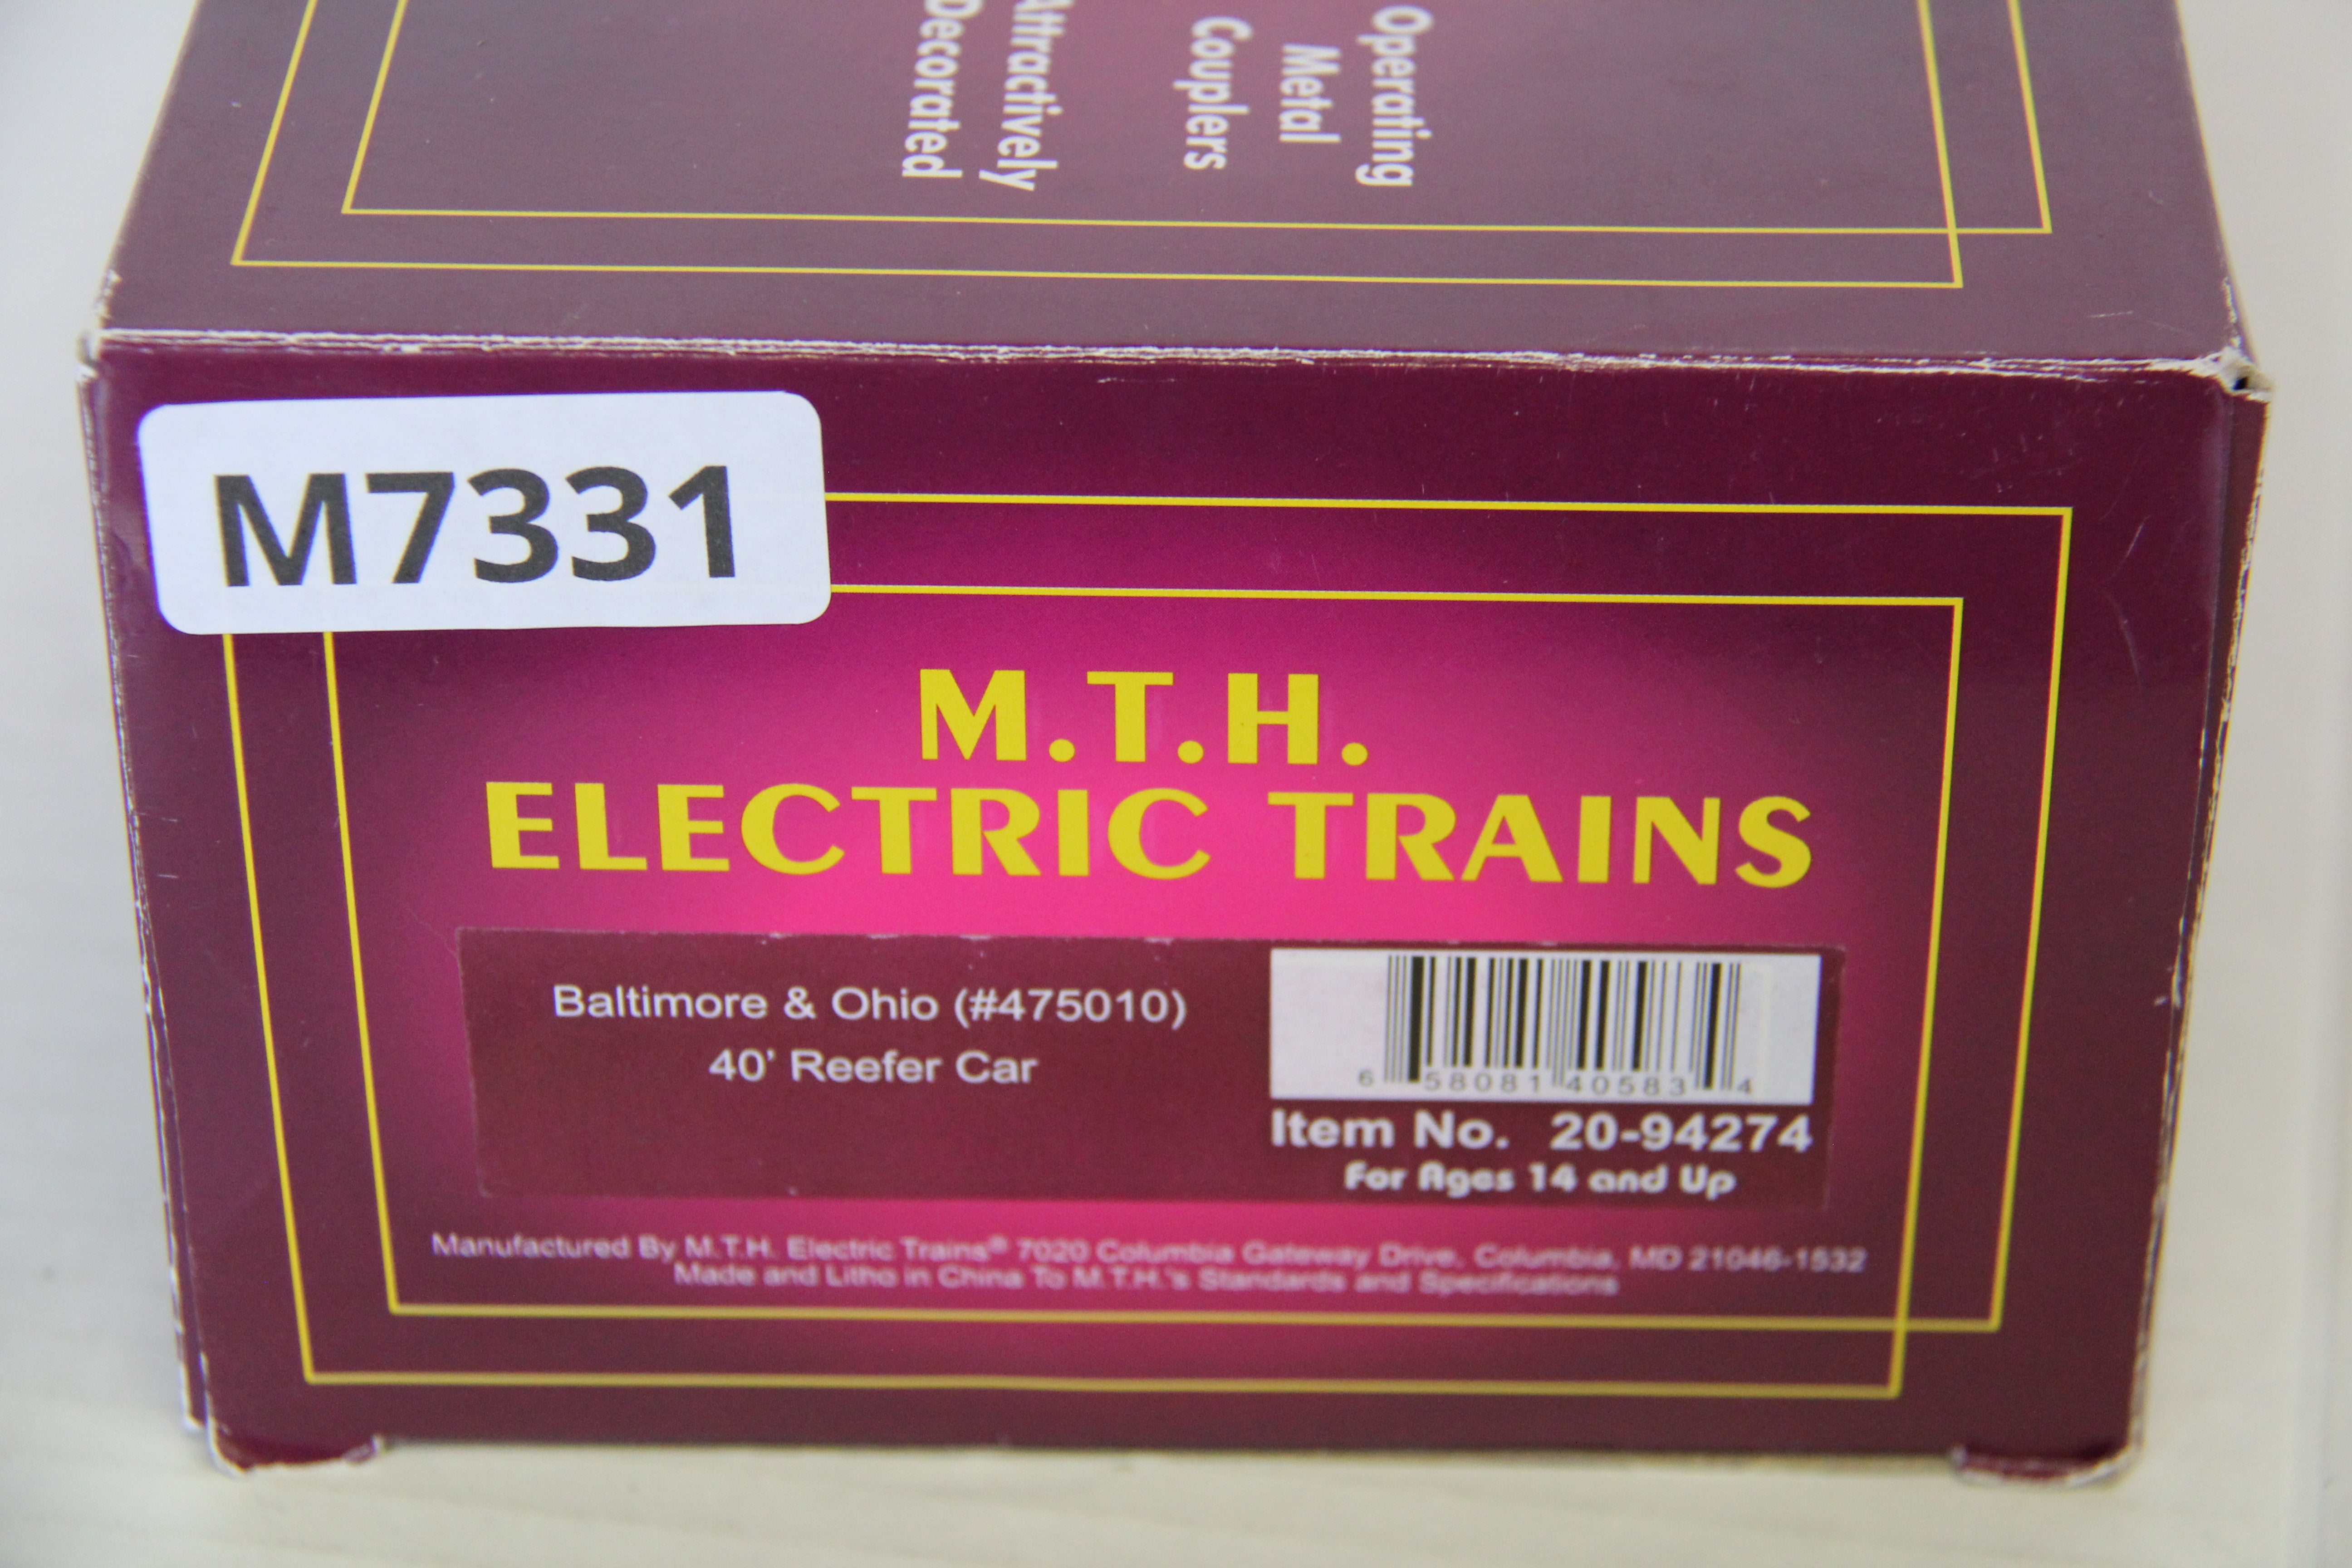 Operating
Metal
Couplers
Attractively
Decorated
M7331
M.T.H.
ELECTRIC TRAINS
Baltimore & Ohio (#475010)
40' Reefer Car
6 58081 40583 4
Item No. 20-94274
For Ages 14 and Up
Manufactured By M.T.H. Electric Trains® 7020 Columbia Gateway Drive, Columbia, MD 21046-1532
Made and Litho in China To M.T.H.'s Standards and Specifications